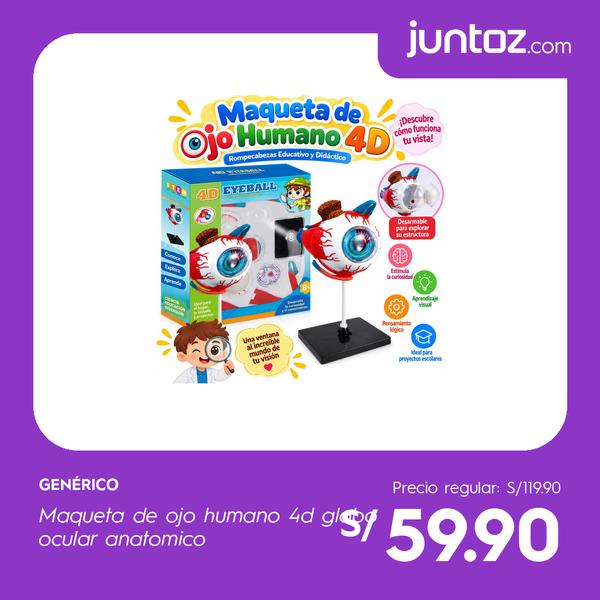 juntoz.com
Maqueta de
Ojo Humano 4D
Rompecabezas Educativo y Didáctico
¡Descubre
cómo funciona
tu vista!
STEM
4D EYEBALL
Conoce
Explora
Aprende
8+
Desarmable
para explorar
su estructura
Estimula
la curiosidad
Aprendizaje
visual
Pensamiento
lógico
Ideal para
proyectos escolares
Una ventana
al increíble
mundo de
tu visión
GENÉRICO
Maqueta de ojo humano 4d globo
ocular anatomico
Precio regular: S/119.90
S/ 59.90